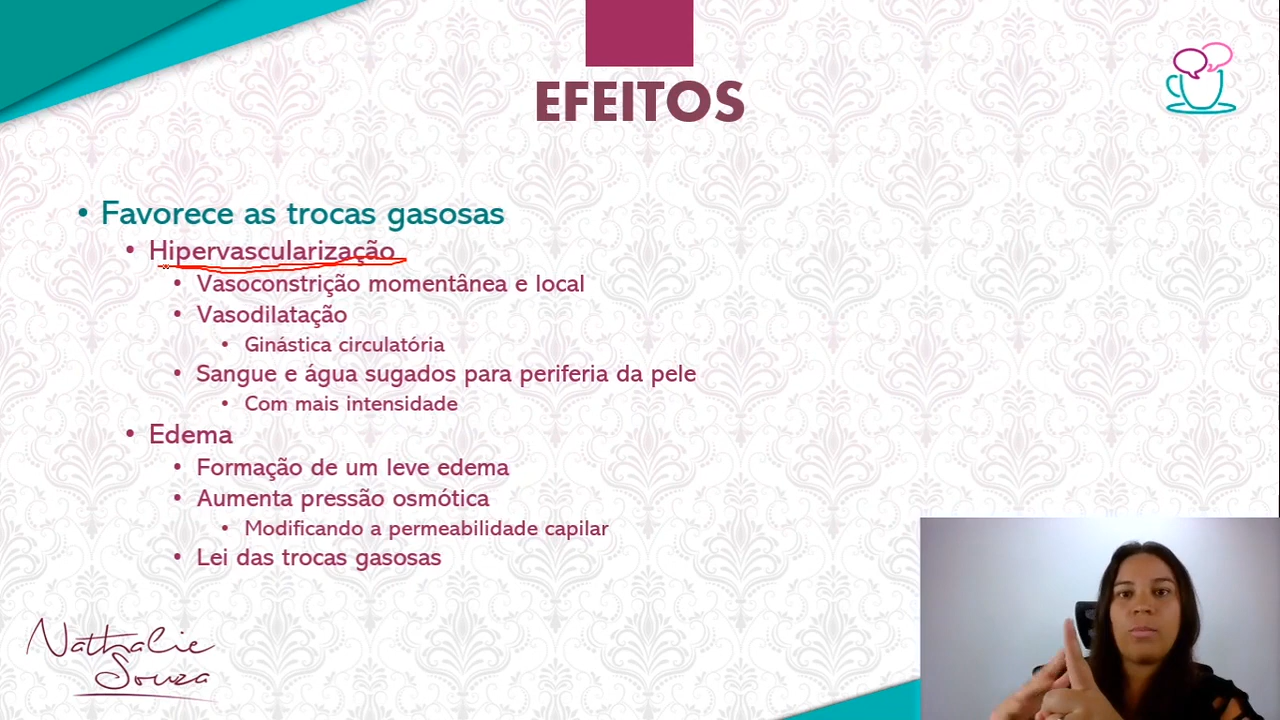 EFEITOS
• Favorece as trocas gasosas
• Hipervascularização
• Vasoconstrição momentânea e local
• Vasodilatação
• Ginástica circulatória
• Sangue e água sugados para periferia da pele
• Com mais intensidade
• Edema
• Formação de um leve edema
• Aumenta pressão osmótica
• Modificando a permeabilidade capilar
• Lei das trocas gasosas
Nathalie
Souza